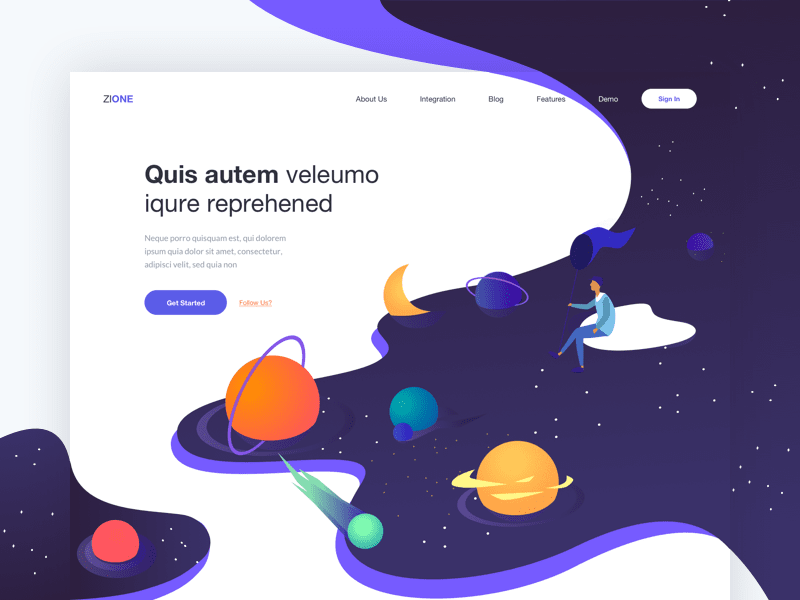 ZIONE
About Us
Integration
Blog
Features
Demo
Sign In
Quis autem veleumo
iqure reprehened
Neque porro quisquam est, qui dolorem
ipsum quia dolor sit amet, consectetur,
adipisci velit, sed quia non
Get Started
Follow Us?